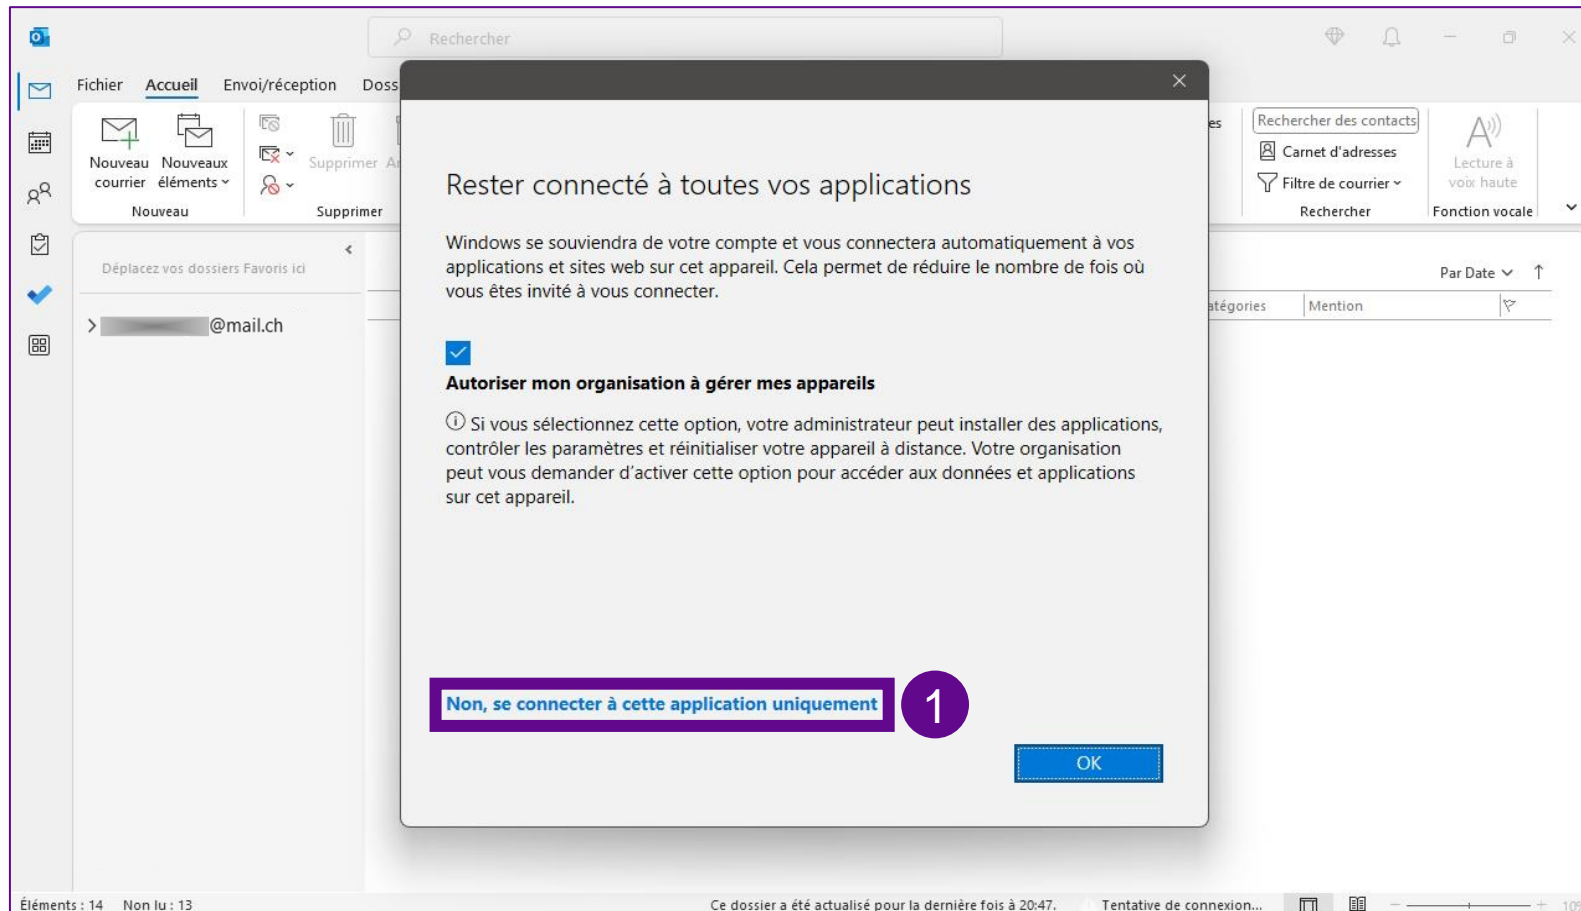 Rechercher
Fichier Accueil Envoi/réception Doss
Nouveau courrier
Nouveaux éléments
Supprimer
Nouveau
Supprimer
es
Rechercher des contacts
Carnet d'adresses
Filtre de courrier
Rechercher
Lecture à
voix haute
Fonction vocale
Déplacez vos dossiers Favoris ici
@mail.ch
Par Date
atégories Mention
Rester connecté à toutes vos applications
Windows se souviendra de votre compte et vous connectera automatiquement à vos
applications et sites web sur cet appareil. Cela permet de réduire le nombre de fois où
vous êtes invité à vous connecter.
Autoriser mon organisation à gérer mes appareils
Si vous sélectionnez cette option, votre administrateur peut installer des applications,
contrôler les paramètres et réinitialiser votre appareil à distance. Votre organisation
peut vous demander d’activer cette option pour accéder aux données et applications
sur cet appareil.
Non, se connecter à cette application uniquement
1
OK
Éléments : 14 Non lu : 13
Ce dossier a été actualisé pour la dernière fois à 20:47.
Tentative de connexion...